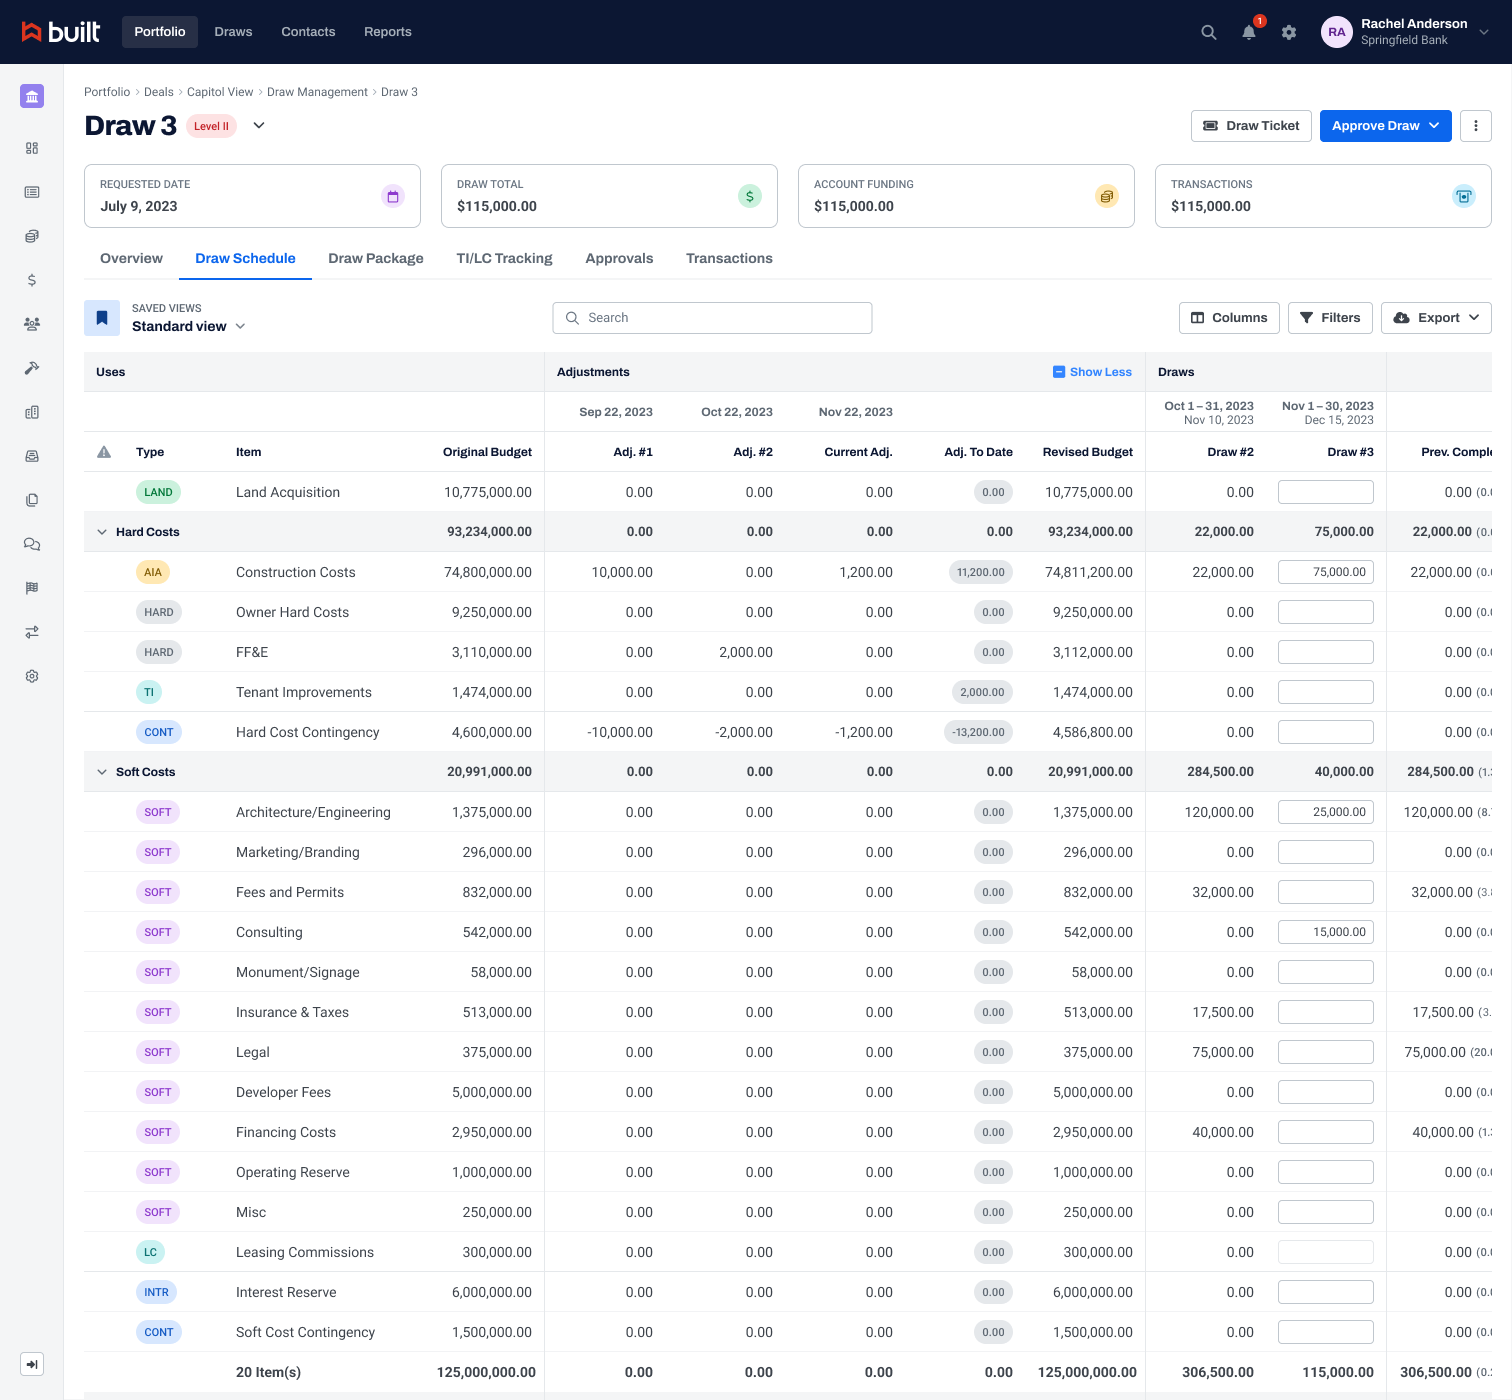 built Portfolio Draws Contacts Reports 1 RA Rachel Anderson
Springfield Bank
Portfolio > Deals > Capitol View > Draw Management > Draw 3
Draw 3 Level II Draw Ticket Approve Draw
REQUESTED DATE DRAW TOTAL ACCOUNT FUNDING TRANSACTIONS
July 9, 2023 $115,000.00 $115,000.00 $115,000.00
Overview Draw Schedule Draw Package TI/LC Tracking Approvals Transactions
SAVED VIEWS
Standard view Search Columns Filters Export
Uses Adjustments Show Less Draws
Sep 22, 2023 Oct 22, 2023 Nov 22, 2023 Oct 1 – 31, 2023 Nov 1 – 30, 2023
Nov 10, 2023 Dec 15, 2023
Type Item Original Budget Adj. #1 Adj. #2 Current Adj. Adj. To Date Revised Budget Draw #2 Draw #3 Prev.
LAND Land Acquisition 10,775,000.00 0.00 0.00 0.00 0.00 10,775,000.00 0.00 0.00
Hard Costs 93,234,000.00 0.00 0.00 0.00 0.00 93,234,000.00 22,000.00 75,000.00 22,000.00
AIA Construction Costs 74,800,000.00 10,000.00 0.00 1,200.00 11,200.00 74,811,200.00 22,000.00 75,000.00 22,000.00
HARD Owner Hard Costs 9,250,000.00 0.00 0.00 0.00 0.00 9,250,000.00 0.00 0.00
HARD FF&E 3,110,000.00 0.00 2,000.00 0.00 0.00 3,112,000.00 0.00 0.00
TI Tenant Improvements 1,474,000.00 0.00 0.00 0.00 2,000.00 1,474,000.00 0.00 0.00
CONT Hard Cost Contingency 4,600,000.00 -10,000.00 -2,000.00 -1,200.00 -13,200.00 4,586,800.00 0.00 0.00
Soft Costs 20,991,000.00 0.00 0.00 0.00 0.00 20,991,000.00 284,500.00 40,000.00 284,500.00
SOFT Architecture/Engineering 1,375,000.00 0.00 0.00 0.00 0.00 1,375,000.00 120,000.00 25,000.00 120,000.00
SOFT Marketing/Branding 296,000.00 0.00 0.00 0.00 0.00 296,000.00 0.00 0.00
SOFT Fees and Permits 832,000.00 0.00 0.00 0.00 0.00 832,000.00 32,000.00 32,000.00
SOFT Consulting 542,000.00 0.00 0.00 0.00 0.00 542,000.00 0.00 15,000.00 0.00
SOFT Monument/Signage 58,000.00 0.00 0.00 0.00 0.00 58,000.00 0.00 0.00
SOFT Insurance & Taxes 513,000.00 0.00 0.00 0.00 0.00 513,000.00 17,500.00 17,500.00
SOFT Legal 375,000.00 0.00 0.00 0.00 0.00 375,000.00 75,000.00 75,000.00
SOFT Developer Fees 5,000,000.00 0.00 0.00 0.00 0.00 5,000,000.00 0.00 0.00
SOFT Financing Costs 2,950,000.00 0.00 0.00 0.00 0.00 2,950,000.00 40,000.00 40,000.00
SOFT Operating Reserve 1,000,000.00 0.00 0.00 0.00 0.00 1,000,000.00 0.00 0.00
SOFT Misc 250,000.00 0.00 0.00 0.00 0.00 250,000.00 0.00 0.00
LC Leasing Commissions 300,000.00 0.00 0.00 0.00 0.00 300,000.00 0.00 0.00
INTR Interest Reserve 6,000,000.00 0.00 0.00 0.00 0.00 6,000,000.00 0.00 0.00
CONT Soft Cost Contingency 1,500,000.00 0.00 0.00 0.00 0.00 1,500,000.00 0.00 0.00
20 Item(s) 125,000,000.00 0.00 0.00 0.00 0.00 125,000,000.00 306,500.00 115,000.00 306,500.00